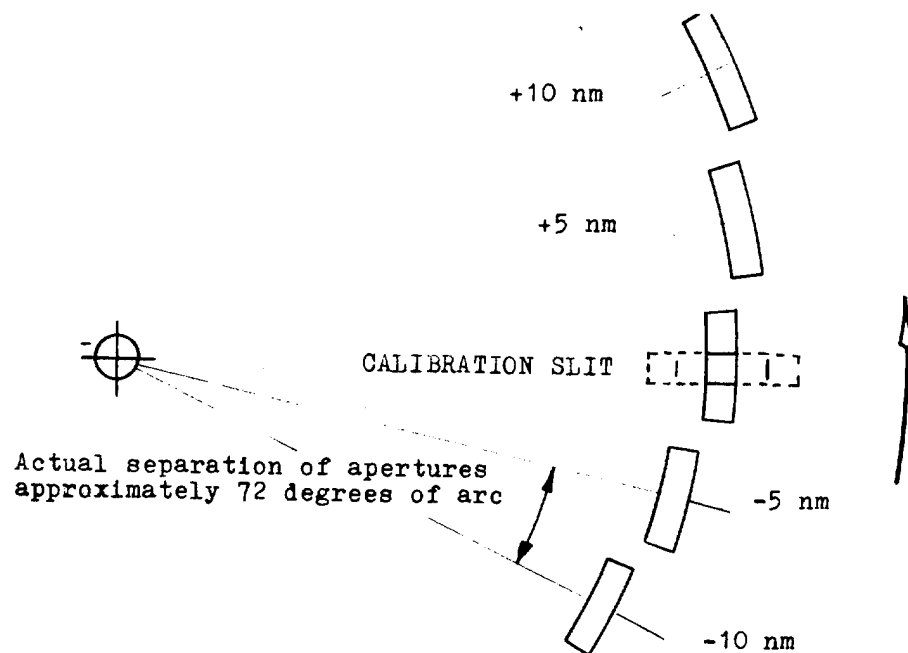 +10 nm
+5 nm
CALIBRATION SLIT
Actual separation of apertures
approximately 72 degrees of arc
-5 nm
-10 nm